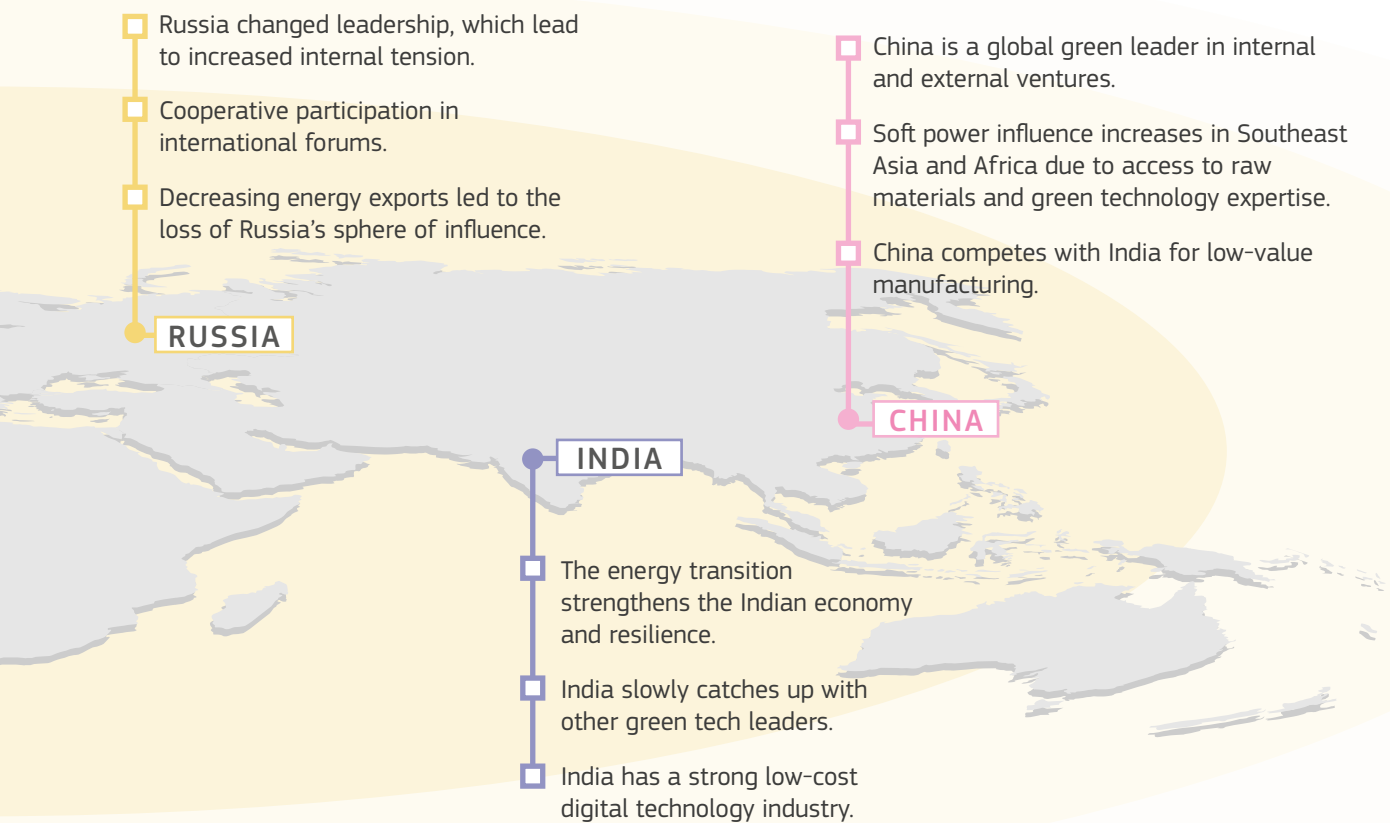 Russia changed leadership, which lead
to increased internal tension.
Cooperative participation in
international forums.
Decreasing energy exports led to the
loss of Russia's sphere of influence.
RUSSIA
China is a global green leader in internal
and external ventures.
Soft power influence increases in Southeast
Asia and Africa due to access to raw
materials and green technology expertise.
China competes with India for low-value
manufacturing.
CHINA
INDIA
The energy transition
strengthens the Indian economy
and resilience.
India slowly catches up with
other green tech leaders.
India has a strong low-cost
digital technology industry.